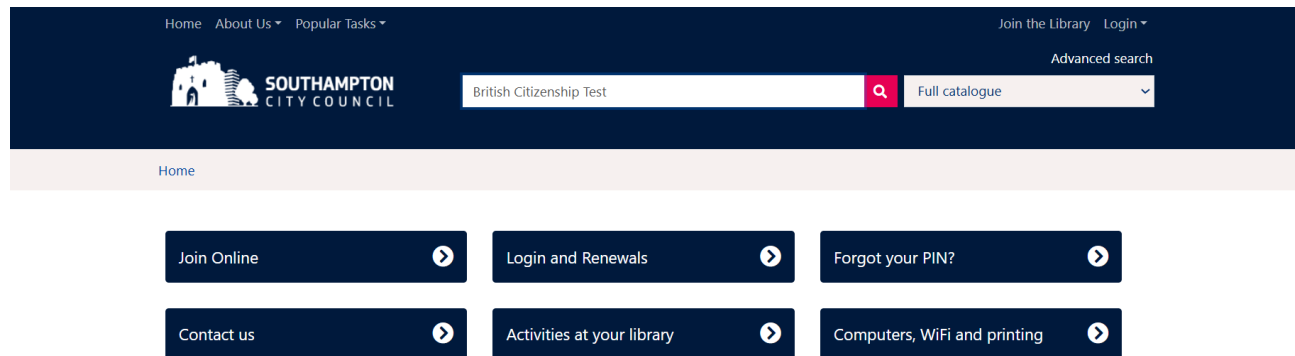 Home About Us Popular Tasks
Join the Library Login
Advanced search
SOUTHAMPTON
CITY COUNCIL
British Citizenship Test
Full catalogue
Home
Join Online
Login and Renewals
Forgot your PIN?
Contact us
Activities at your library
Computers, WiFi and printing